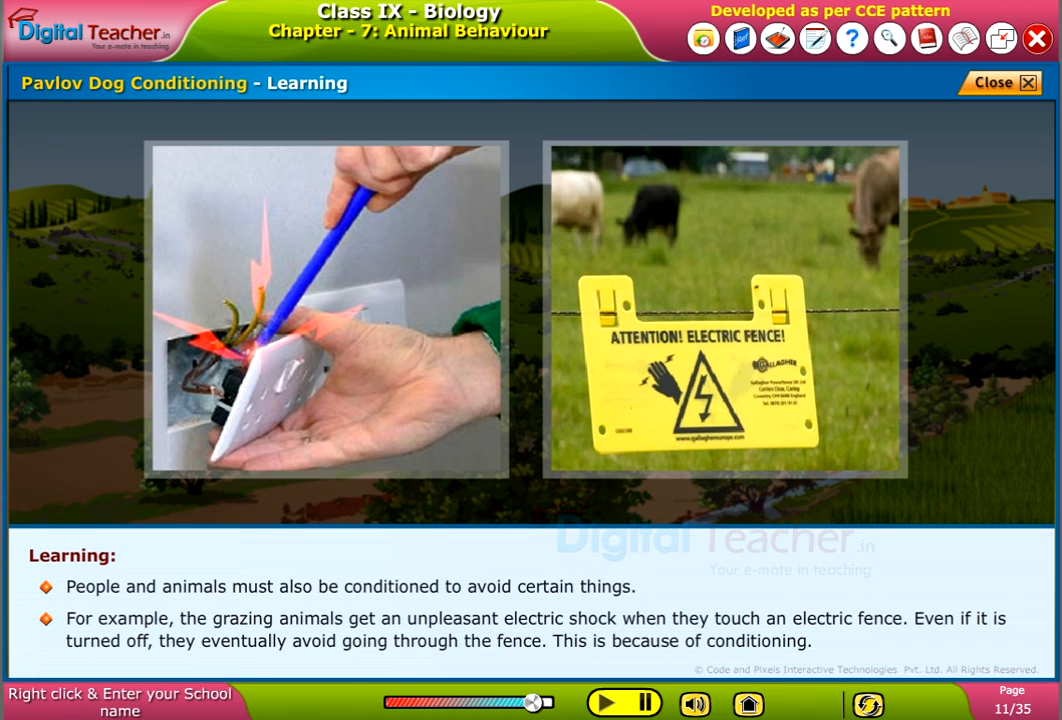 Class IX - Biology
Developed as per CCE pattern
Digital Teacher.in
Your e-mate in teaching
Chapter - 7: Animal Behaviour
Ref
?
Pavlov Dog Conditioning - Learning
Close
ATTENTION! ELECTRIC FENCE!
GALLAGHER
www.gallaghereurope.com
Digital Teacher.in
Your e-mate in teaching
Learning:
People and animals must also be conditioned to avoid certain things.
For example, the grazing animals get an unpleasant electric shock when they touch an electric fence. Even if it is
turned off, they eventually avoid going through the fence. This is because of conditioning.
© Code and Pixels Interactive Technologies Pvt. Ltd. All Rights Reserved.
Right click & Enter your School
name
Page
11/35